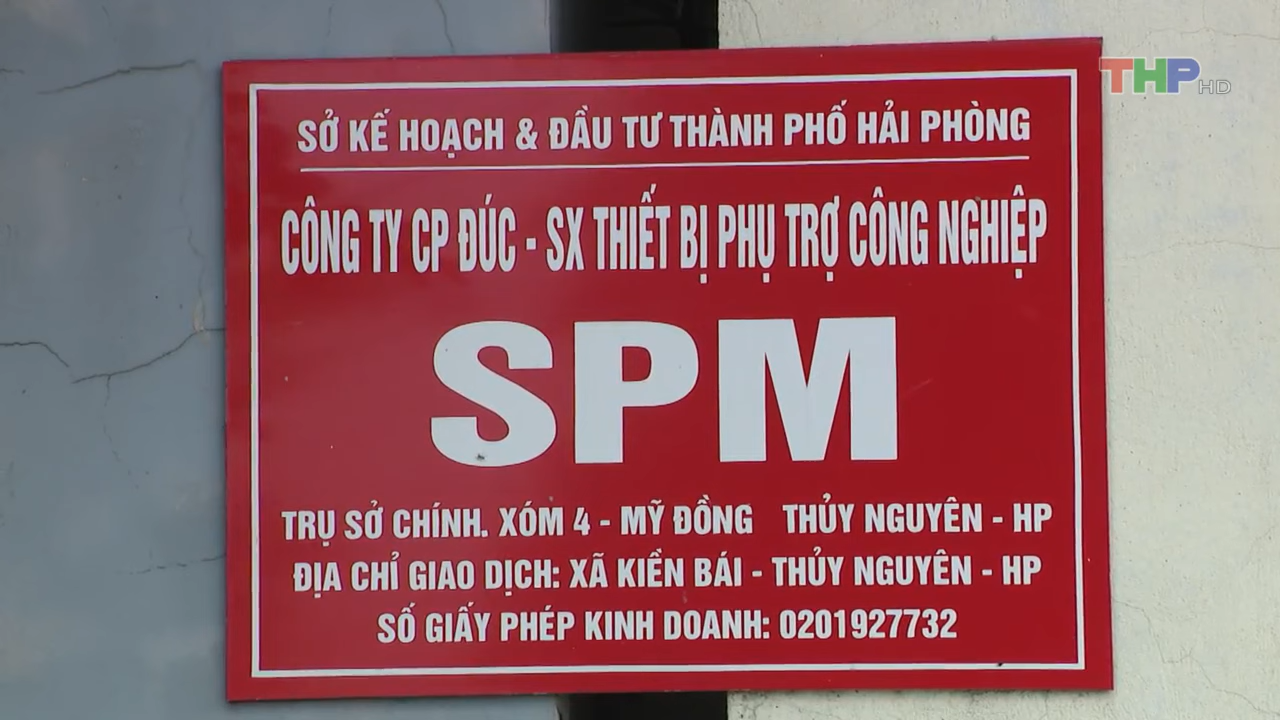 THP HD
SỞ KẾ HOẠCH & ĐẦU TƯ THÀNH PHỐ HẢI PHÒNG
CÔNG TY CP ĐÚC - SX THIẾT BỊ PHỤ TRỢ CÔNG NGHIỆP
SPM
TRỤ SỞ CHÍNH. XÓM 4 - MỸ ĐỒNG THỦY NGUYÊN - HP
ĐỊA CHỈ GIAO DỊCH: XÃ KIỀN BÁI - THỦY NGUYÊN - HP
SỐ GIẤY PHÉP KINH DOANH: 0201927732